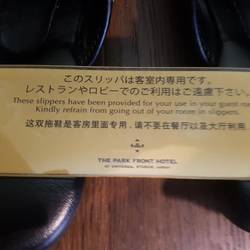 このスリッパは客室内専用です。
レストランやロビーでのご利用はご遠慮下さい。
These slippers have been provided for your use in your guest room
Kindly refrain from going out of your room in slippers.
这双拖鞋是客房里面专用，请不要在餐厅以及大厅利用
THE PARK FRONT HOTEL
AT UNIVERSAL STUDIOS JAPAN